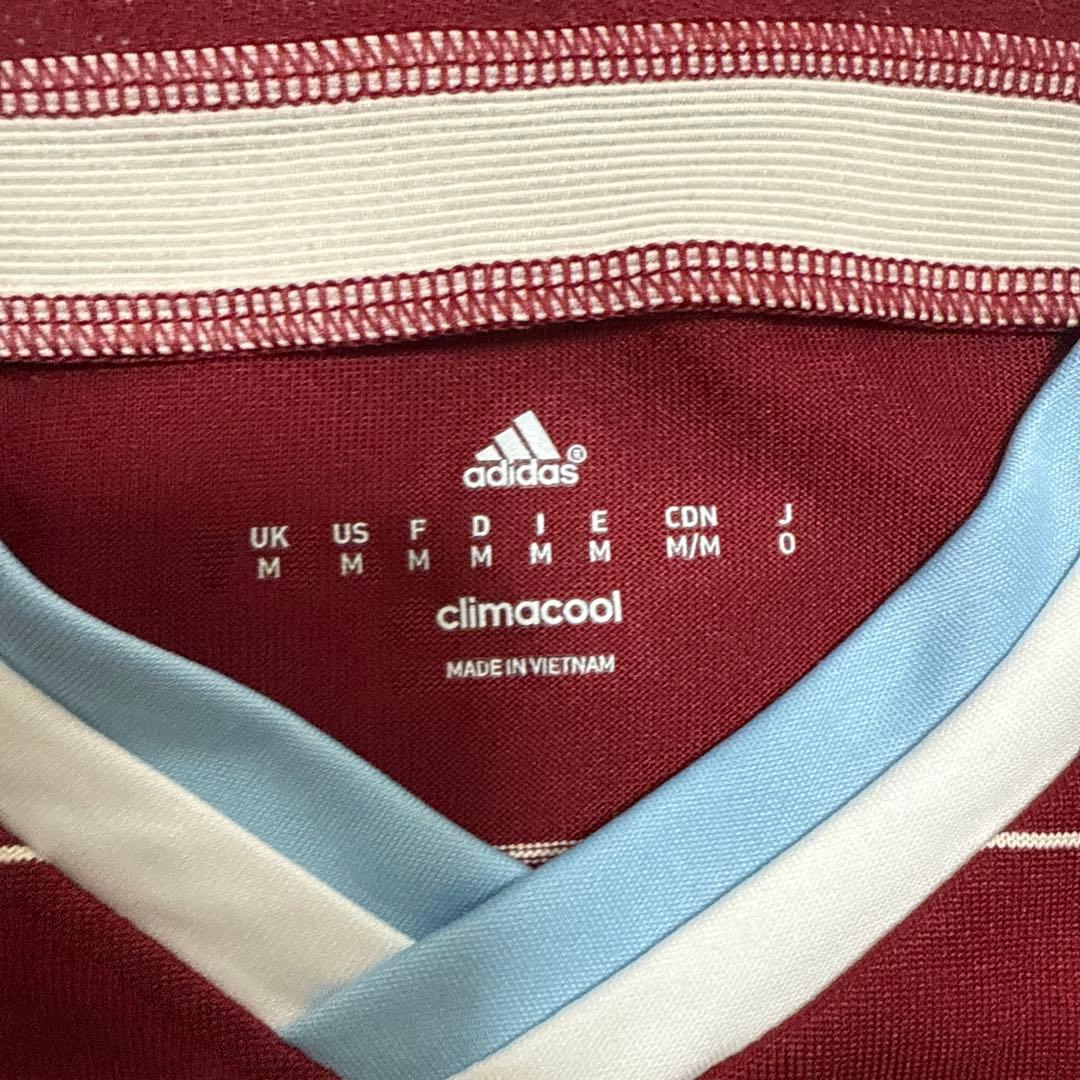 adidas®
UK US F D I E CDN J
M M M M M M M/M O
climacool
MADE IN VIETNAM